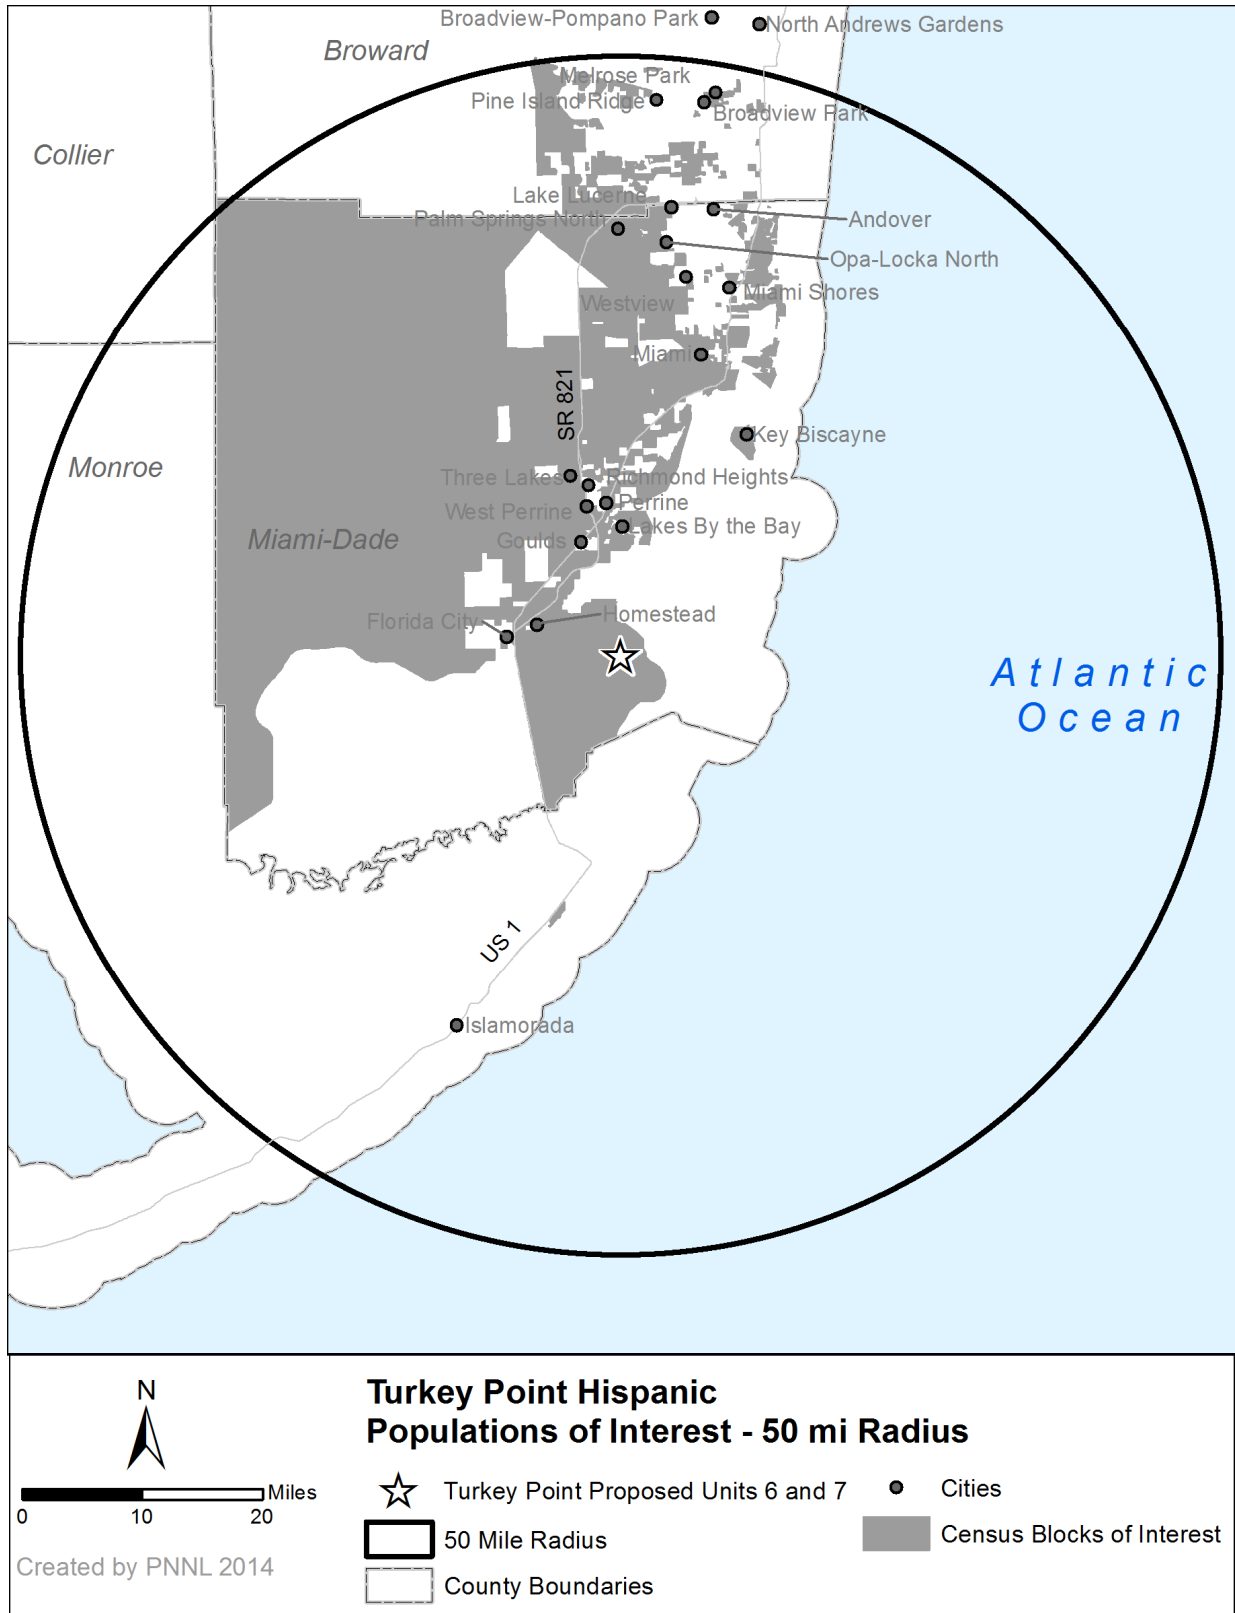 Broadview-Pompano Park
North Andrews Gardens
Broward
Melrose Park
Pine Island Ridge
Broadview Park
Collier
Lake Lucerne
Palm Springs North
Andover
Opa-Locka North
Westview
Miami Shores
Miami
SR 821
Key Biscayne
Monroe
Three Lakes
Richmond Heights
West Perrine
Perrine
Lakes By the Bay
Miami-Dade
Goulds
Florida City
Homestead
Atlantic
Ocean
US 1
Islamorada
N
Miles
0 10 20
Created by PNNL 2014
Turkey Point Hispanic
Populations of Interest - 50 mi Radius
Turkey Point Proposed Units 6 and 7
Cities
50 Mile Radius
Census Blocks of Interest
County Boundaries